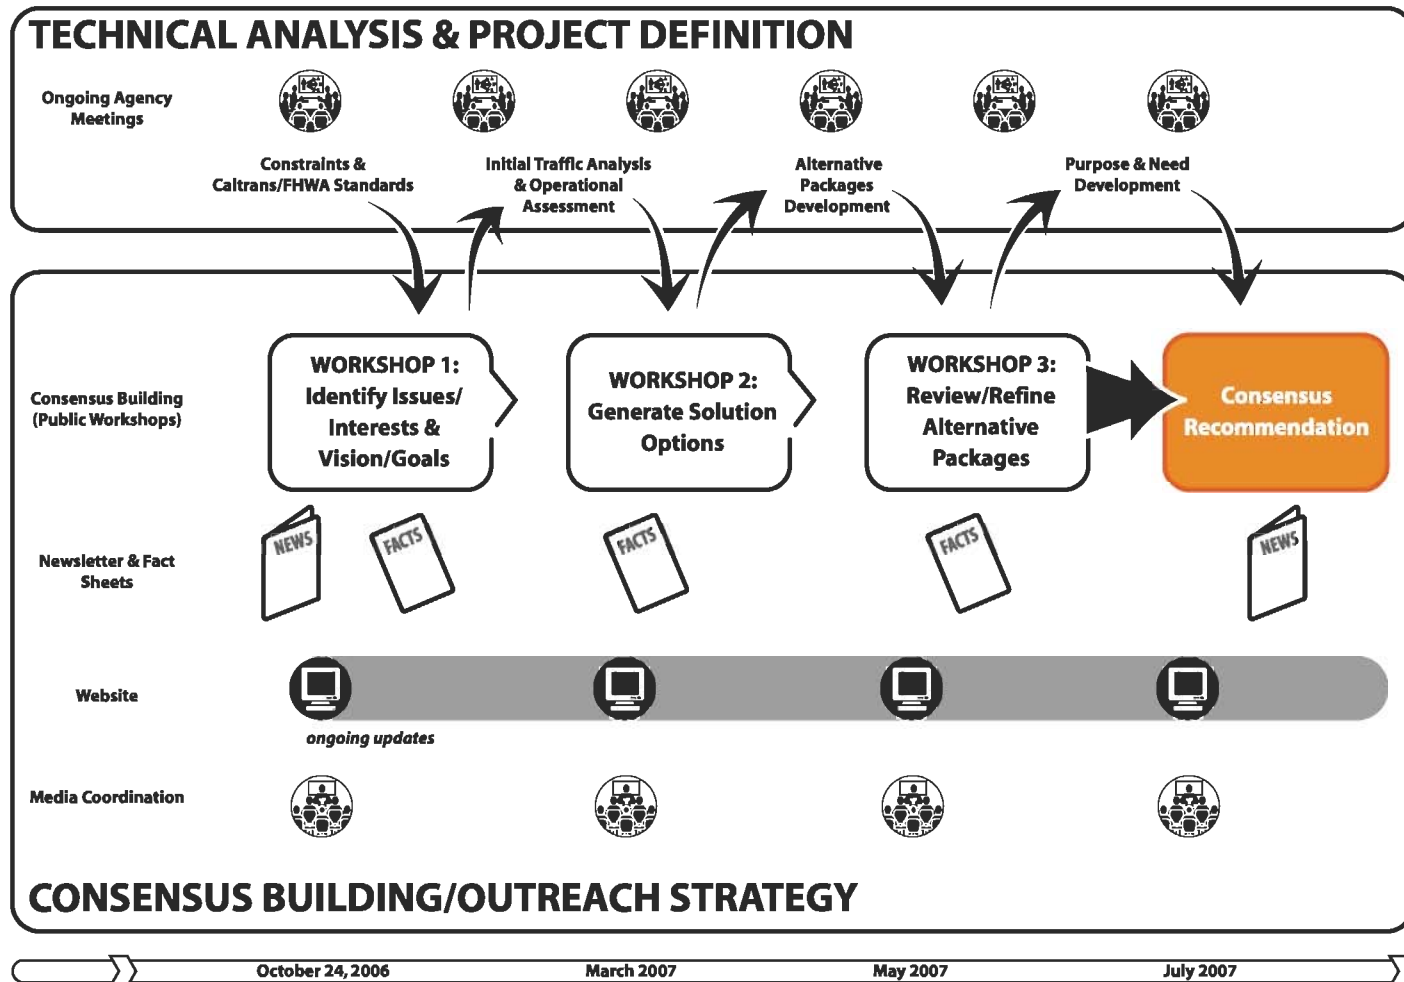 TECHNICAL ANALYSIS & PROJECT DEFINITION
Ongoing Agency
Meetings
Constraints &
Caltrans/FHWA Standards
Initial Traffic Analysis
& Operational
Assessment
Alternative
Packages
Development
Purpose & Need
Development
Consensus Building
(Public Workshops)
WORKSHOP 1:
Identify Issues/
Interests &
Vision/Goals
WORKSHOP 2:
Generate Solution
Options
WORKSHOP 3:
Review/Refine
Alternative
Packages
Consensus
Recommendation
Newsletter & Fact
Sheets
NEWS
FACTS
FACTS
FACTS
NEWS
Website
ongoing updates
Media Coordination
CONSENSUS BUILDING/OUTREACH STRATEGY
October 24, 2006
March 2007
May 2007
July 2007